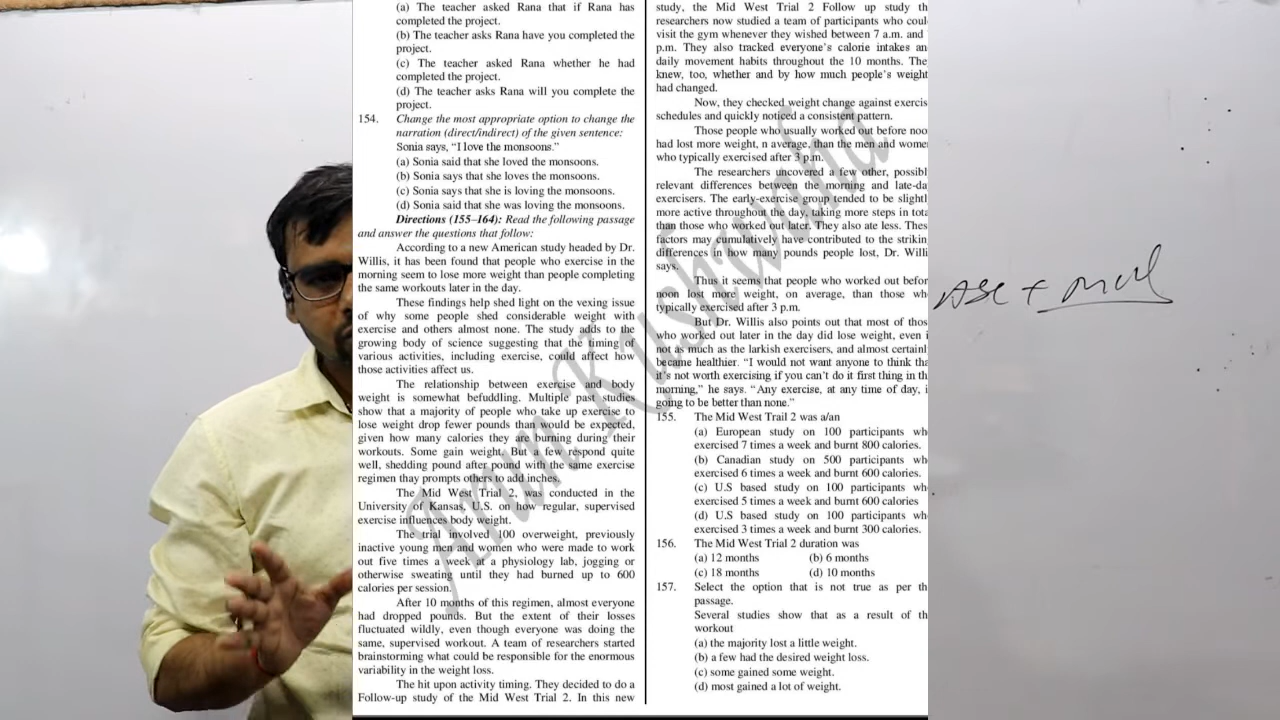 (a) The teacher asked Rana that if Rana has
completed the project.
(b) The teacher asks Rana have you completed the
project.
(c) The teacher asked Rana whether he had
completed the project.
(d) The teacher asks Rana will you complete the
project.
154. Change the most appropriate option to change the
narration (direct/indirect) of the given sentence:
Sonia says, “I love the monsoons.”
(a) Sonia said that she loved the monsoons.
(b) Sonia says that she loves the monsoons.
(c) Sonia says that she is loving the monsoons.
(d) Sonia said that she was loving the monsoons.
Directions (155–164): Read the following passage
and answer the questions that follow:
According to a new American study headed by Dr.
Willis, it has been found that people who exercise in the
morning seem to lose more weight than people completing
the same workouts later in the day.
These findings help shed light on the vexing issue
of why some people shed considerable weight with
exercise and others almost none. The study adds to the
growing body of science suggesting that the timing of
various activities, including exercise, could affect how
those activities affect us.
The relationship between exercise and body
weight is somewhat befuddling. Multiple past studies
show that a majority of people who take up exercise to
lose weight drop fewer pounds than would be expected,
given how many calories they are burning during their
workouts. Some gain weight. But a few respond quite
well, shedding pound after pound with the same exercise
regimen thay prompts others to add inches.
The Mid West Trial 2, was conducted in the
University of Kansas, U.S. on how regular, supervised
exercise influences body weight.
The trial involved 100 overweight, previously
inactive young men and women who were made to work
out five times a week at a physiology lab, jogging or
otherwise sweating until they had burned up to 600
calories per session.
After 10 months of this regimen, almost everyone
had dropped pounds. But the extent of their losses
fluctuated wildly, even though everyone was doing the
same, supervised workout. A team of researchers started
brainstorming what could be responsible for the enormous
variability in the weight loss.
The hit upon activity timing. They decided to do a
Follow-up study of the Mid West Trial 2. In this new
study, the Mid West Trial 2 Follow up study th
researchers now studied a team of participants who coul
visit the gym whenever they wished between 7 a.m. and
p.m. They also tracked everyone’s calorie intakes an
daily movement habits throughout the 10 months. The
knew, too, whether and by how much people’s weight
had changed.
Now, they checked weight change against exercis
schedules and quickly noticed a consistent pattern.
Those people who usually worked out before noo
had lost more weight, n average, than the men and wome
who typically exercised after 3 p.m.
The researchers uncovered a few other, possibl
relevant differences between the morning and late-da
exercisers. The early-exercise group tended to be slightl
more active throughout the day, taking more steps in tota
than those who worked out later. They also ate less. Thes
factors may cumulatively have contributed to the strikin
differences in how many pounds people lost, Dr. Willi
says.
Thus it seems that people who worked out befor
noon lost more weight, on average, than those wh
typically exercised after 3 p.m.
But Dr. Willis also points out that most of thos
who worked out later in the day did lose weight, even i
not as much as the larkish exercisers, and almost certainl
became healthier. “I would not want anyone to think tha
it’s not worth exercising if you can’t do it first thing in th
morning,” he says. “Any exercise, at any time of day, i
going to be better than none.”
155. The Mid West Trail 2 was a/an
(a) European study on 100 participants wh
exercised 7 times a week and burnt 800 calories.
(b) Canadian study on 500 participants wh
exercised 6 times a week and burnt 600 calories.
(c) U.S based study on 100 participants wh
exercised 5 times a week and burnt 600 calories
(d) U.S based study on 100 participants wh
exercised 3 times a week and burnt 300 calories.
156. The Mid West Trial 2 duration was
(a) 12 months (b) 6 months
(c) 18 months (d) 10 months
157. Select the option that is not true as per th
passage.
Several studies show that as a result of th
workout
(a) the majority lost a little weight.
(b) a few had the desired weight loss.
(c) some gained some weight.
(d) most gained a lot of weight.
Arun Kushwaha